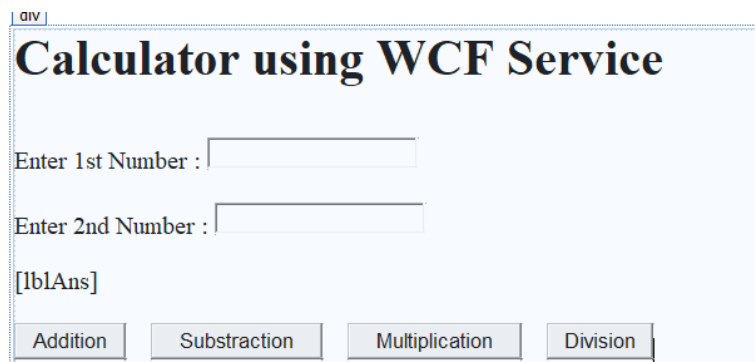 div
Calculator using WCF Service
Enter 1st Number :
Enter 2nd Number :
[lblAns]
Addition Substraction Multiplication Division